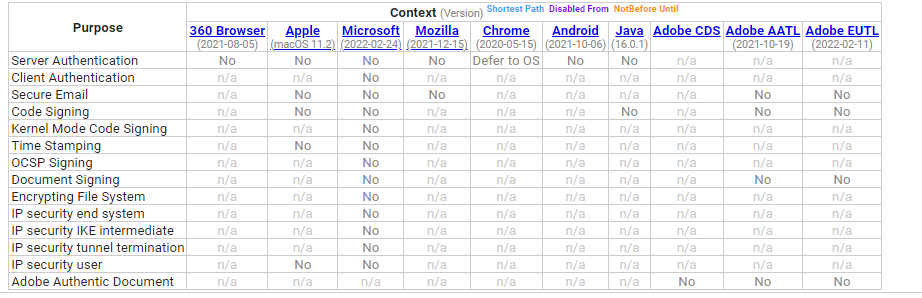 Purpose Context (Version) Shortest Path Disabled From NotBefore Until
360 Browser Apple Microsoft Mozilla Chrome Android Java Adobe CDS Adobe AATL Adobe EUTL
(2021-08-05) (macOS 11.2) (2022-02-24) (2021-12-15) (2020-05-15) (2021-10-06) (16.0.1) (2021-10-19) (2022-02-11)
Server Authentication No No No No Defer to OS No No n/a n/a n/a
Client Authentication n/a n/a No n/a n/a n/a n/a n/a n/a n/a
Secure Email n/a No No No n/a n/a n/a n/a No No
Code Signing n/a No No n/a n/a n/a No n/a No No
Kernel Mode Code Signing n/a n/a No n/a n/a n/a n/a n/a n/a n/a
Time Stamping n/a No No n/a n/a n/a n/a n/a n/a n/a
OCSP Signing n/a n/a No n/a n/a n/a n/a n/a n/a n/a
Document Signing n/a n/a No n/a n/a n/a n/a n/a No No
Encrypting File System n/a n/a No n/a n/a n/a n/a n/a n/a n/a
IP security end system n/a n/a No n/a n/a n/a n/a n/a n/a n/a
IP security IKE intermediate n/a n/a No n/a n/a n/a n/a n/a n/a n/a
IP security tunnel termination n/a n/a No n/a n/a n/a n/a n/a n/a n/a
IP security user n/a No No n/a n/a n/a n/a n/a n/a n/a
Adobe Authentic Document n/a n/a n/a n/a n/a n/a n/a No No No